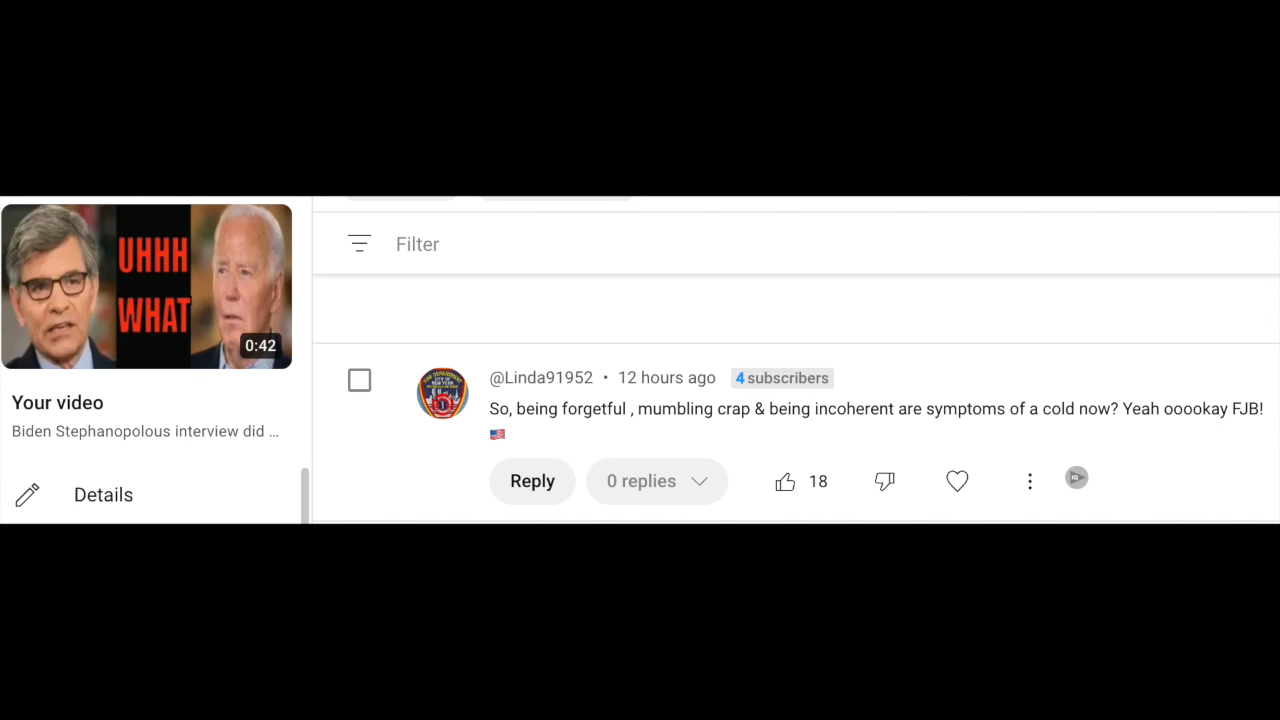 Filter
UHHH
WHAT
0:42
@Linda91952 • 12 hours ago 4 subscribers
So, being forgetful , mumbling crap & being incoherent are symptoms of a cold now? Yeah ooookay FJB!
🇺🇸
Your video
Biden Stephanopolous interview did ...
Reply 0 replies 18
IQ
Details